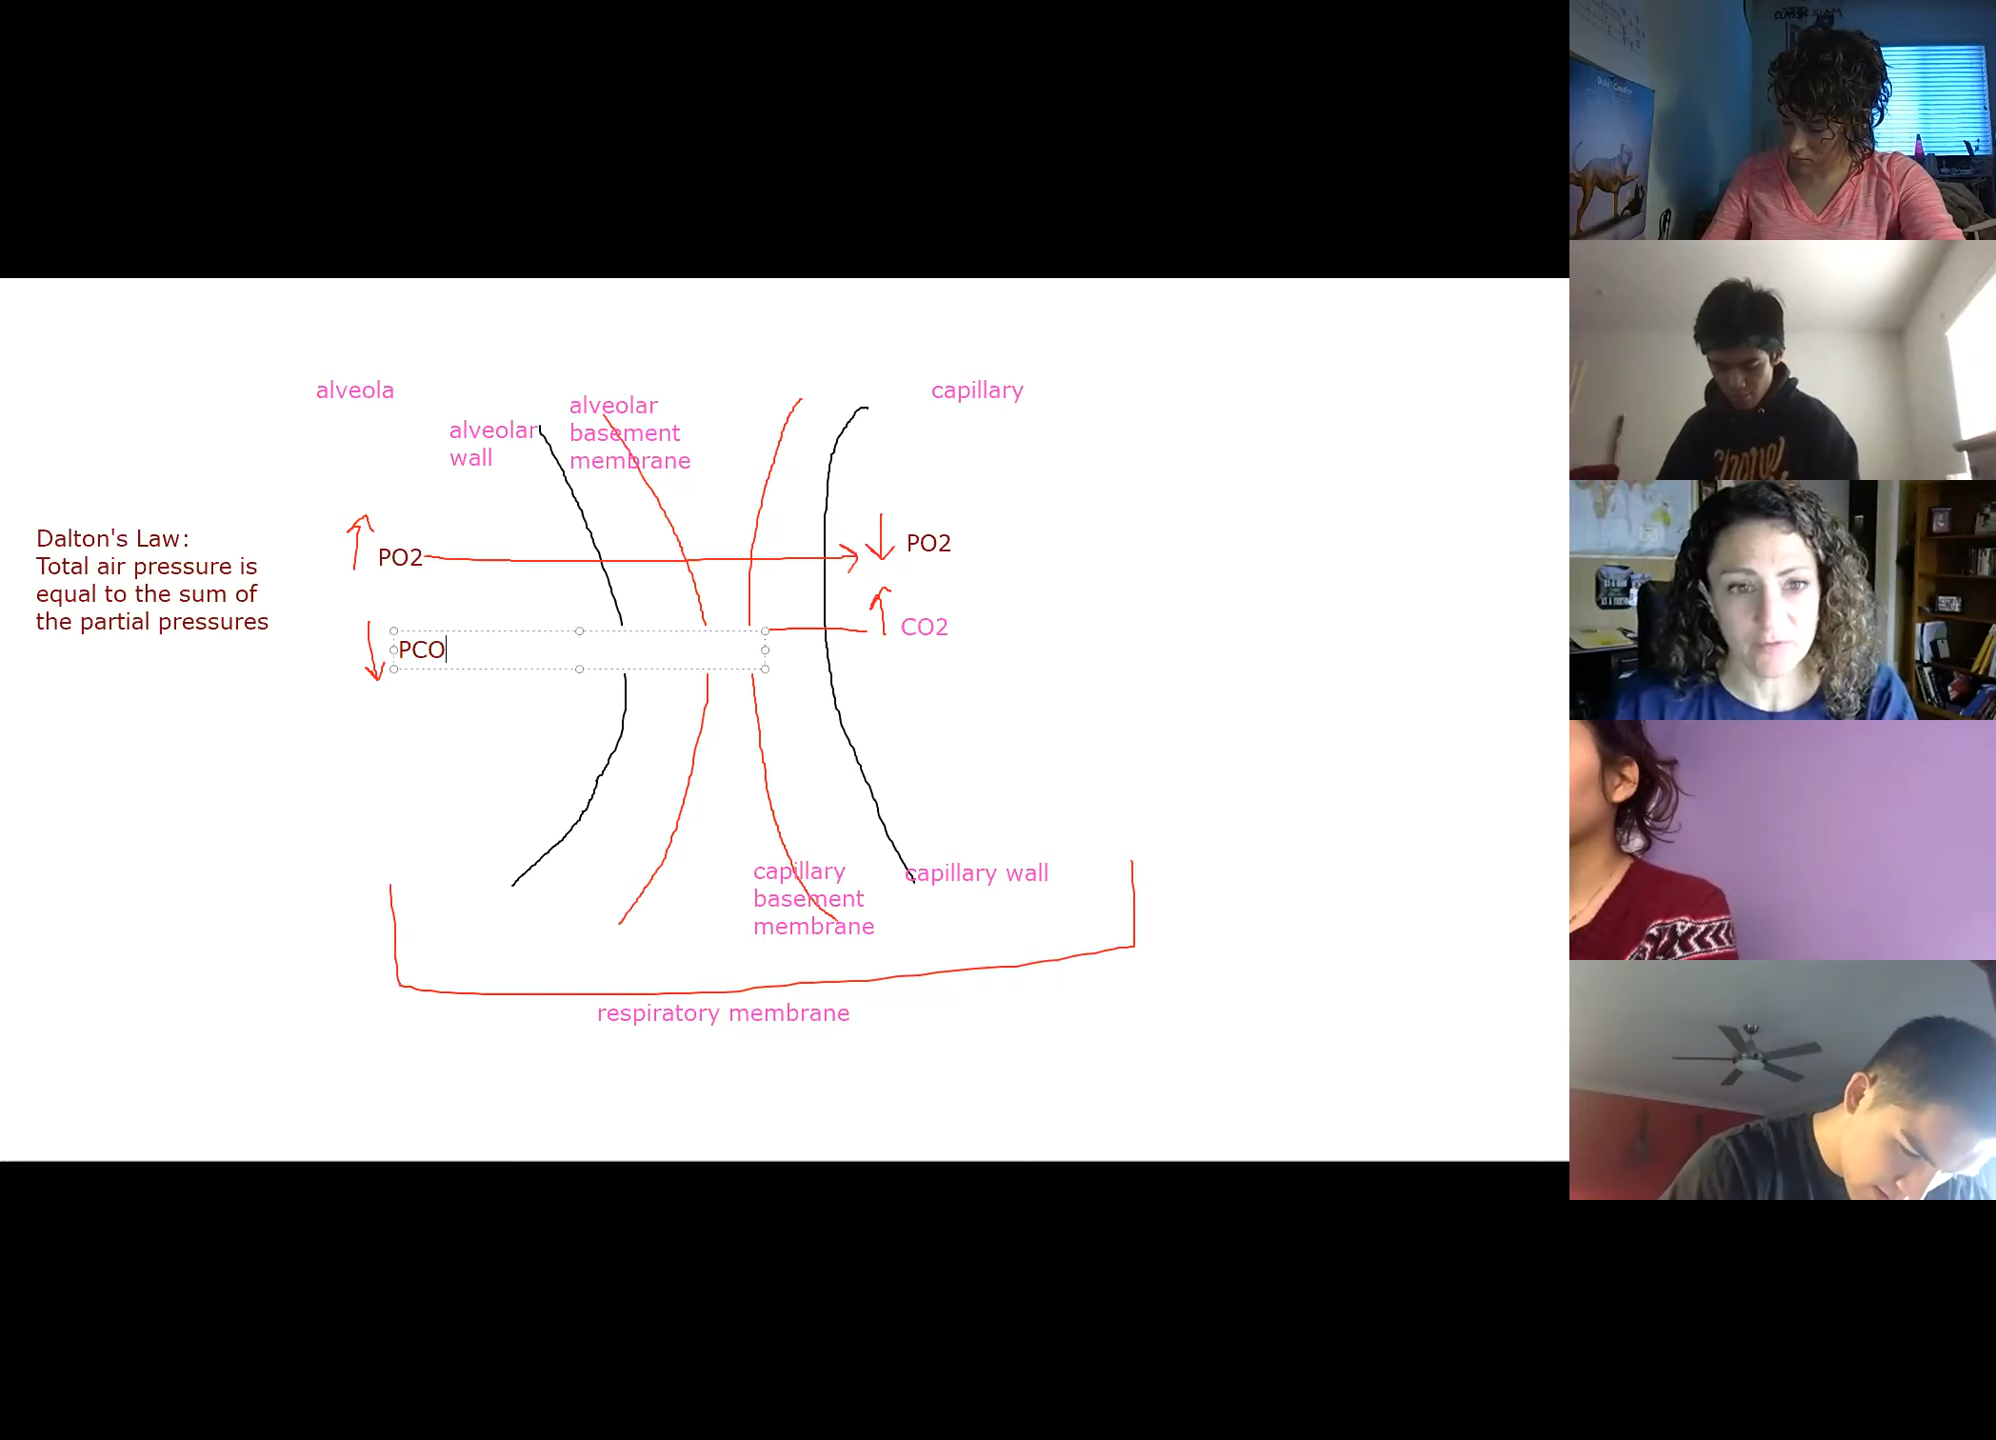 alveola
capillary
alveolar
wall
alveolar
basement
membrane
Dalton's Law:
Total air pressure is
equal to the sum of
the partial pressures
PO2
PO2
CO2
PCO
capillary
basement
membrane
capillary wall
respiratory membrane